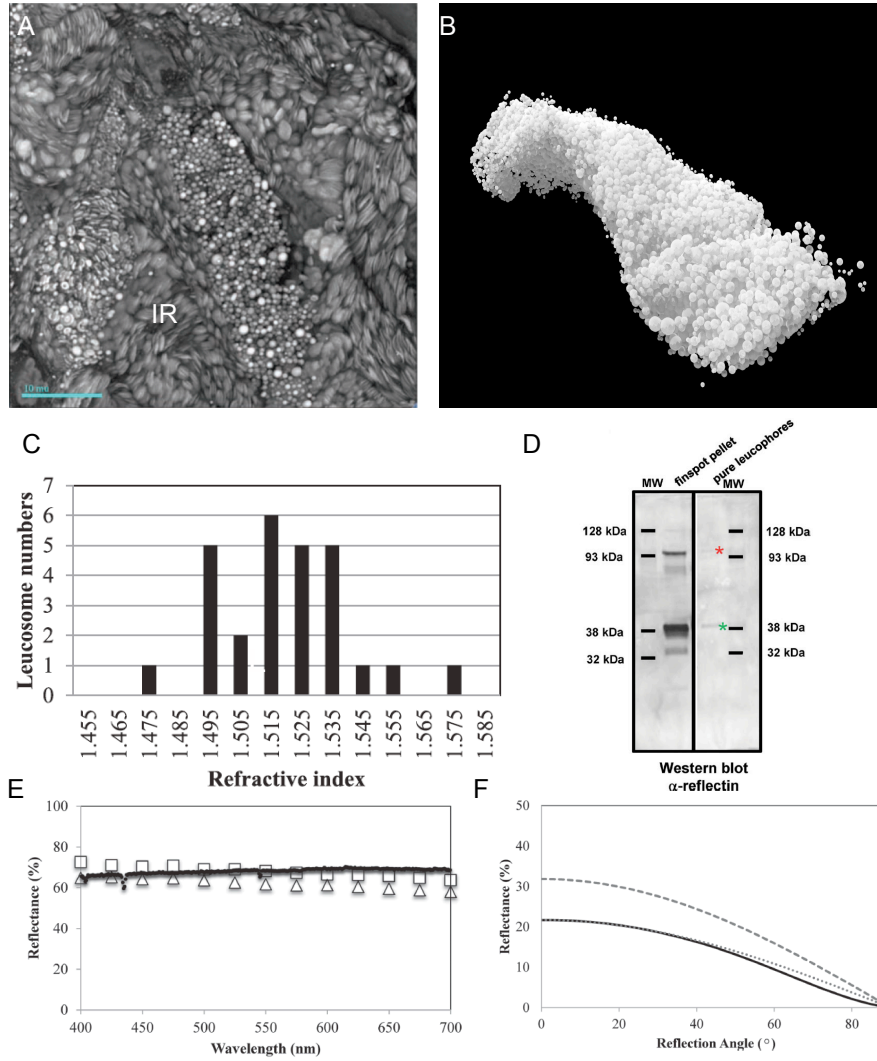 A
B
IR
C
D
Leucosome numbers
7
6
5
4
3
2
1
0
1.455
1.465
1.475
1.485
1.495
1.505
1.515
1.525
1.535
1.545
1.555
1.565
1.575
1.585
Refractive index
MW
finspot pellet
pure leucophores
MW
128 kDa
93 kDa
38 kDa
32 kDa
*
*
128 kDa
93 kDa
38 kDa
32 kDa
Western blot
α-reflectin
E
Reflectance (%)
100
80
60
40
20
0
400
450
500
550
600
650
700
Wavelength (nm)
F
Reflectance (%)
50
40
30
20
10
0
0
20
40
60
80
Reflection Angle (°)